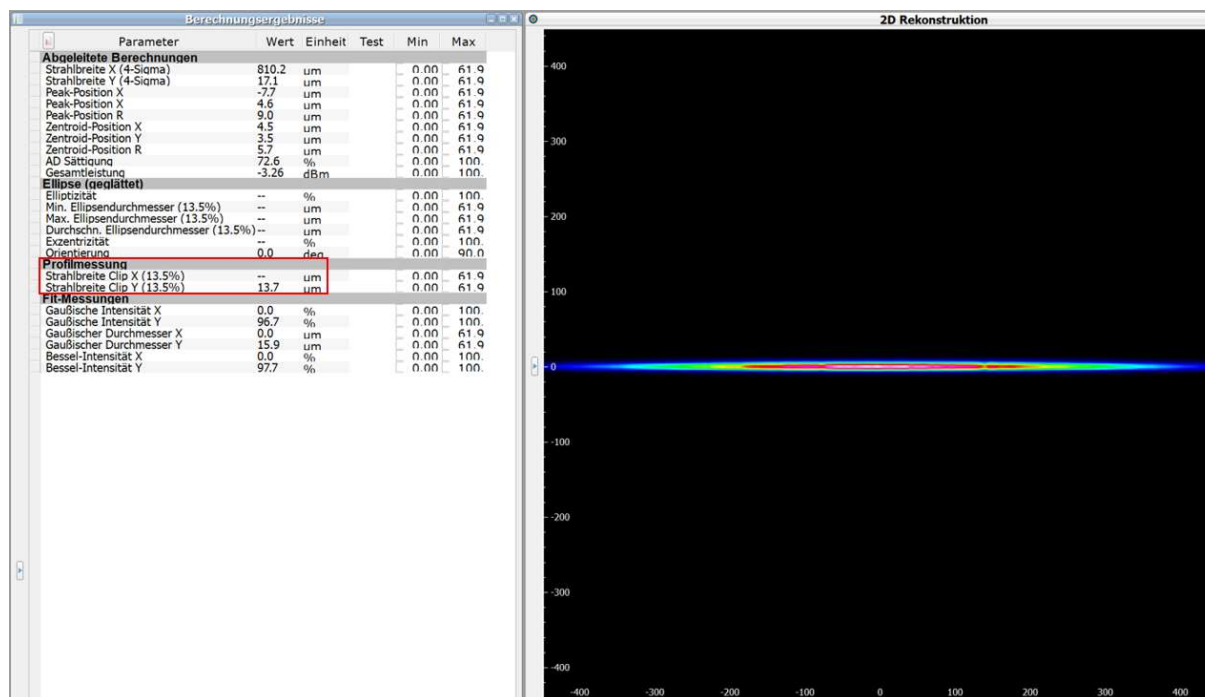 Berechnungsergebnisse
Parameter Wert Einheit Test Min Max
Abgeleitete Berechnungen
Strahlbreite X (4-Sigma) 810.2 um 0.00 61.9
Strahlbreite Y (4-Sigma) 17.1 um 0.00 61.9
Peak-Position X -7.7 um 0.00 61.9
Peak-Position X 4.6 um 0.00 61.9
Peak-Position R 9.0 um 0.00 61.9
Zentroid-Position X 4.5 um 0.00 61.9
Zentroid-Position Y 3.5 um 0.00 61.9
Zentroid-Position R 5.7 um 0.00 61.9
AD Sättigung 72.6 % 0.00 100.
Gesamtleistung -3.26 dBm 0.00 100.
Ellipse (geglättet)
Elliptizität -- % 0.00 100.
Min. Ellipsendurchmesser (13.5%) -- um 0.00 61.9
Max. Ellipsendurchmesser (13.5%) -- um 0.00 61.9
Durchschn. Ellipsendurchmesser (13.5%) -- um 0.00 61.9
Exzentrizität -- % 0.00 100.
Orientierung 0.0 deg 0.00 90.0
Profilmessung
Strahlbreite Clip X (13.5%) -- um 0.00 61.9
Strahlbreite Clip Y (13.5%) 13.7 um 0.00 61.9
Fit-Messungen
Gaußische Intensität X 0.0 % 0.00 100.
Gaußische Intensität Y 96.7 % 0.00 100.
Gaußischer Durchmesser X 0.0 um 0.00 61.9
Gaußischer Durchmesser Y 15.9 um 0.00 61.9
Bessel-Intensität X 0.0 % 0.00 100.
Bessel-Intensität Y 97.7 % 0.00 100.
2D Rekonstruktion
400
300
200
100
0
-100
-200
-300
-400
-400 -300 -200 -100 0 100 200 300 400